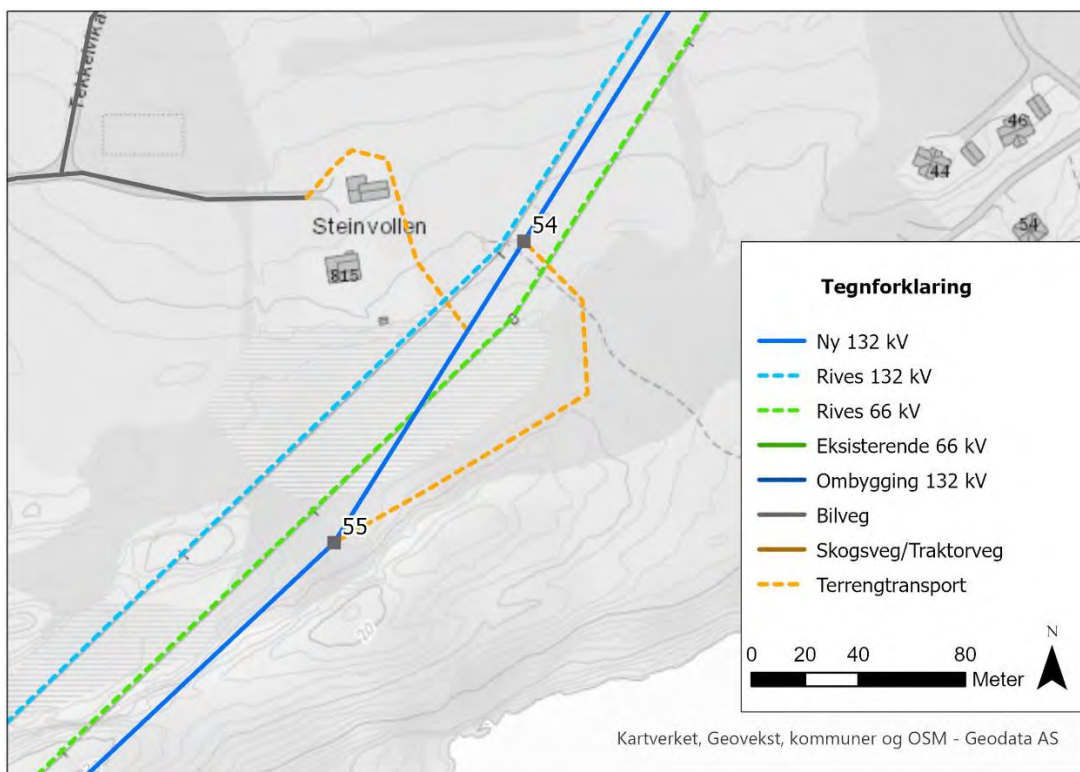 Tekkelvika
Steinvollen
815
54
55
46
44
54
20
Tegnforklaring
Ny 132 kV
Rives 132 kV
Rives 66 kV
Eksisterende 66 kV
Ombygging 132 kV
Bilveg
Skogsveg/Traktorveg
Terrengtransport
N
0 20 40 80
Meter
Kartverket, Geovekst, kommuner og OSM - Geodata AS